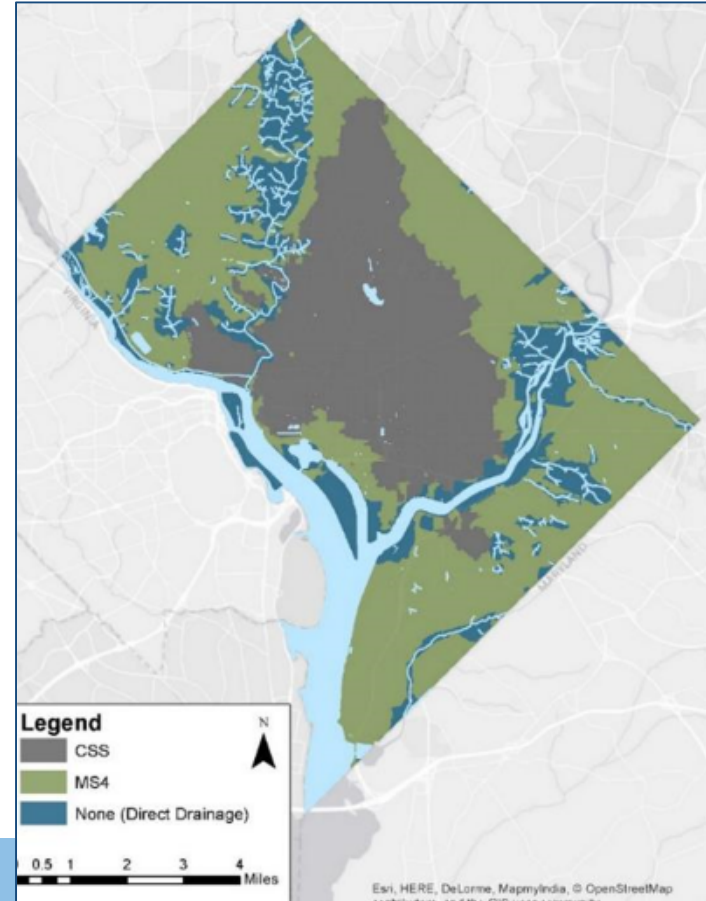 VIRGINIA
MARYLAND
Legend
N
CSS
MS4
None (Direct Drainage)
0 0.5 1 2 3 4
Miles
Esri, HERE, DeLorme, MapmyIndia, © OpenStreetMap